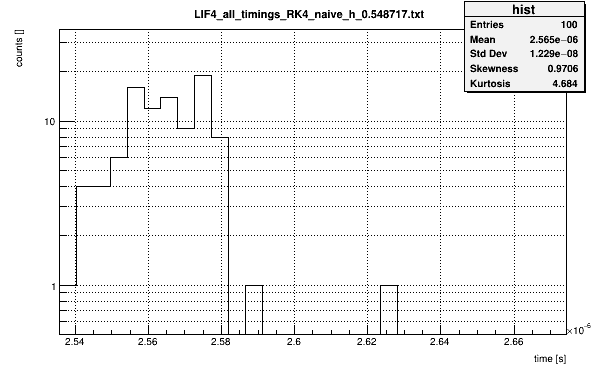 LIF4_all_timings_RK4_naive_h_0.548717.txt
hist
Entries 100
Mean 2.565e−06
Std Dev 1.229e−08
Skewness 0.9706
Kurtosis 4.684
counts []
10
1
2.54 2.56 2.58 2.6 2.62 2.64 2.66
×10⁻⁶
time [s]